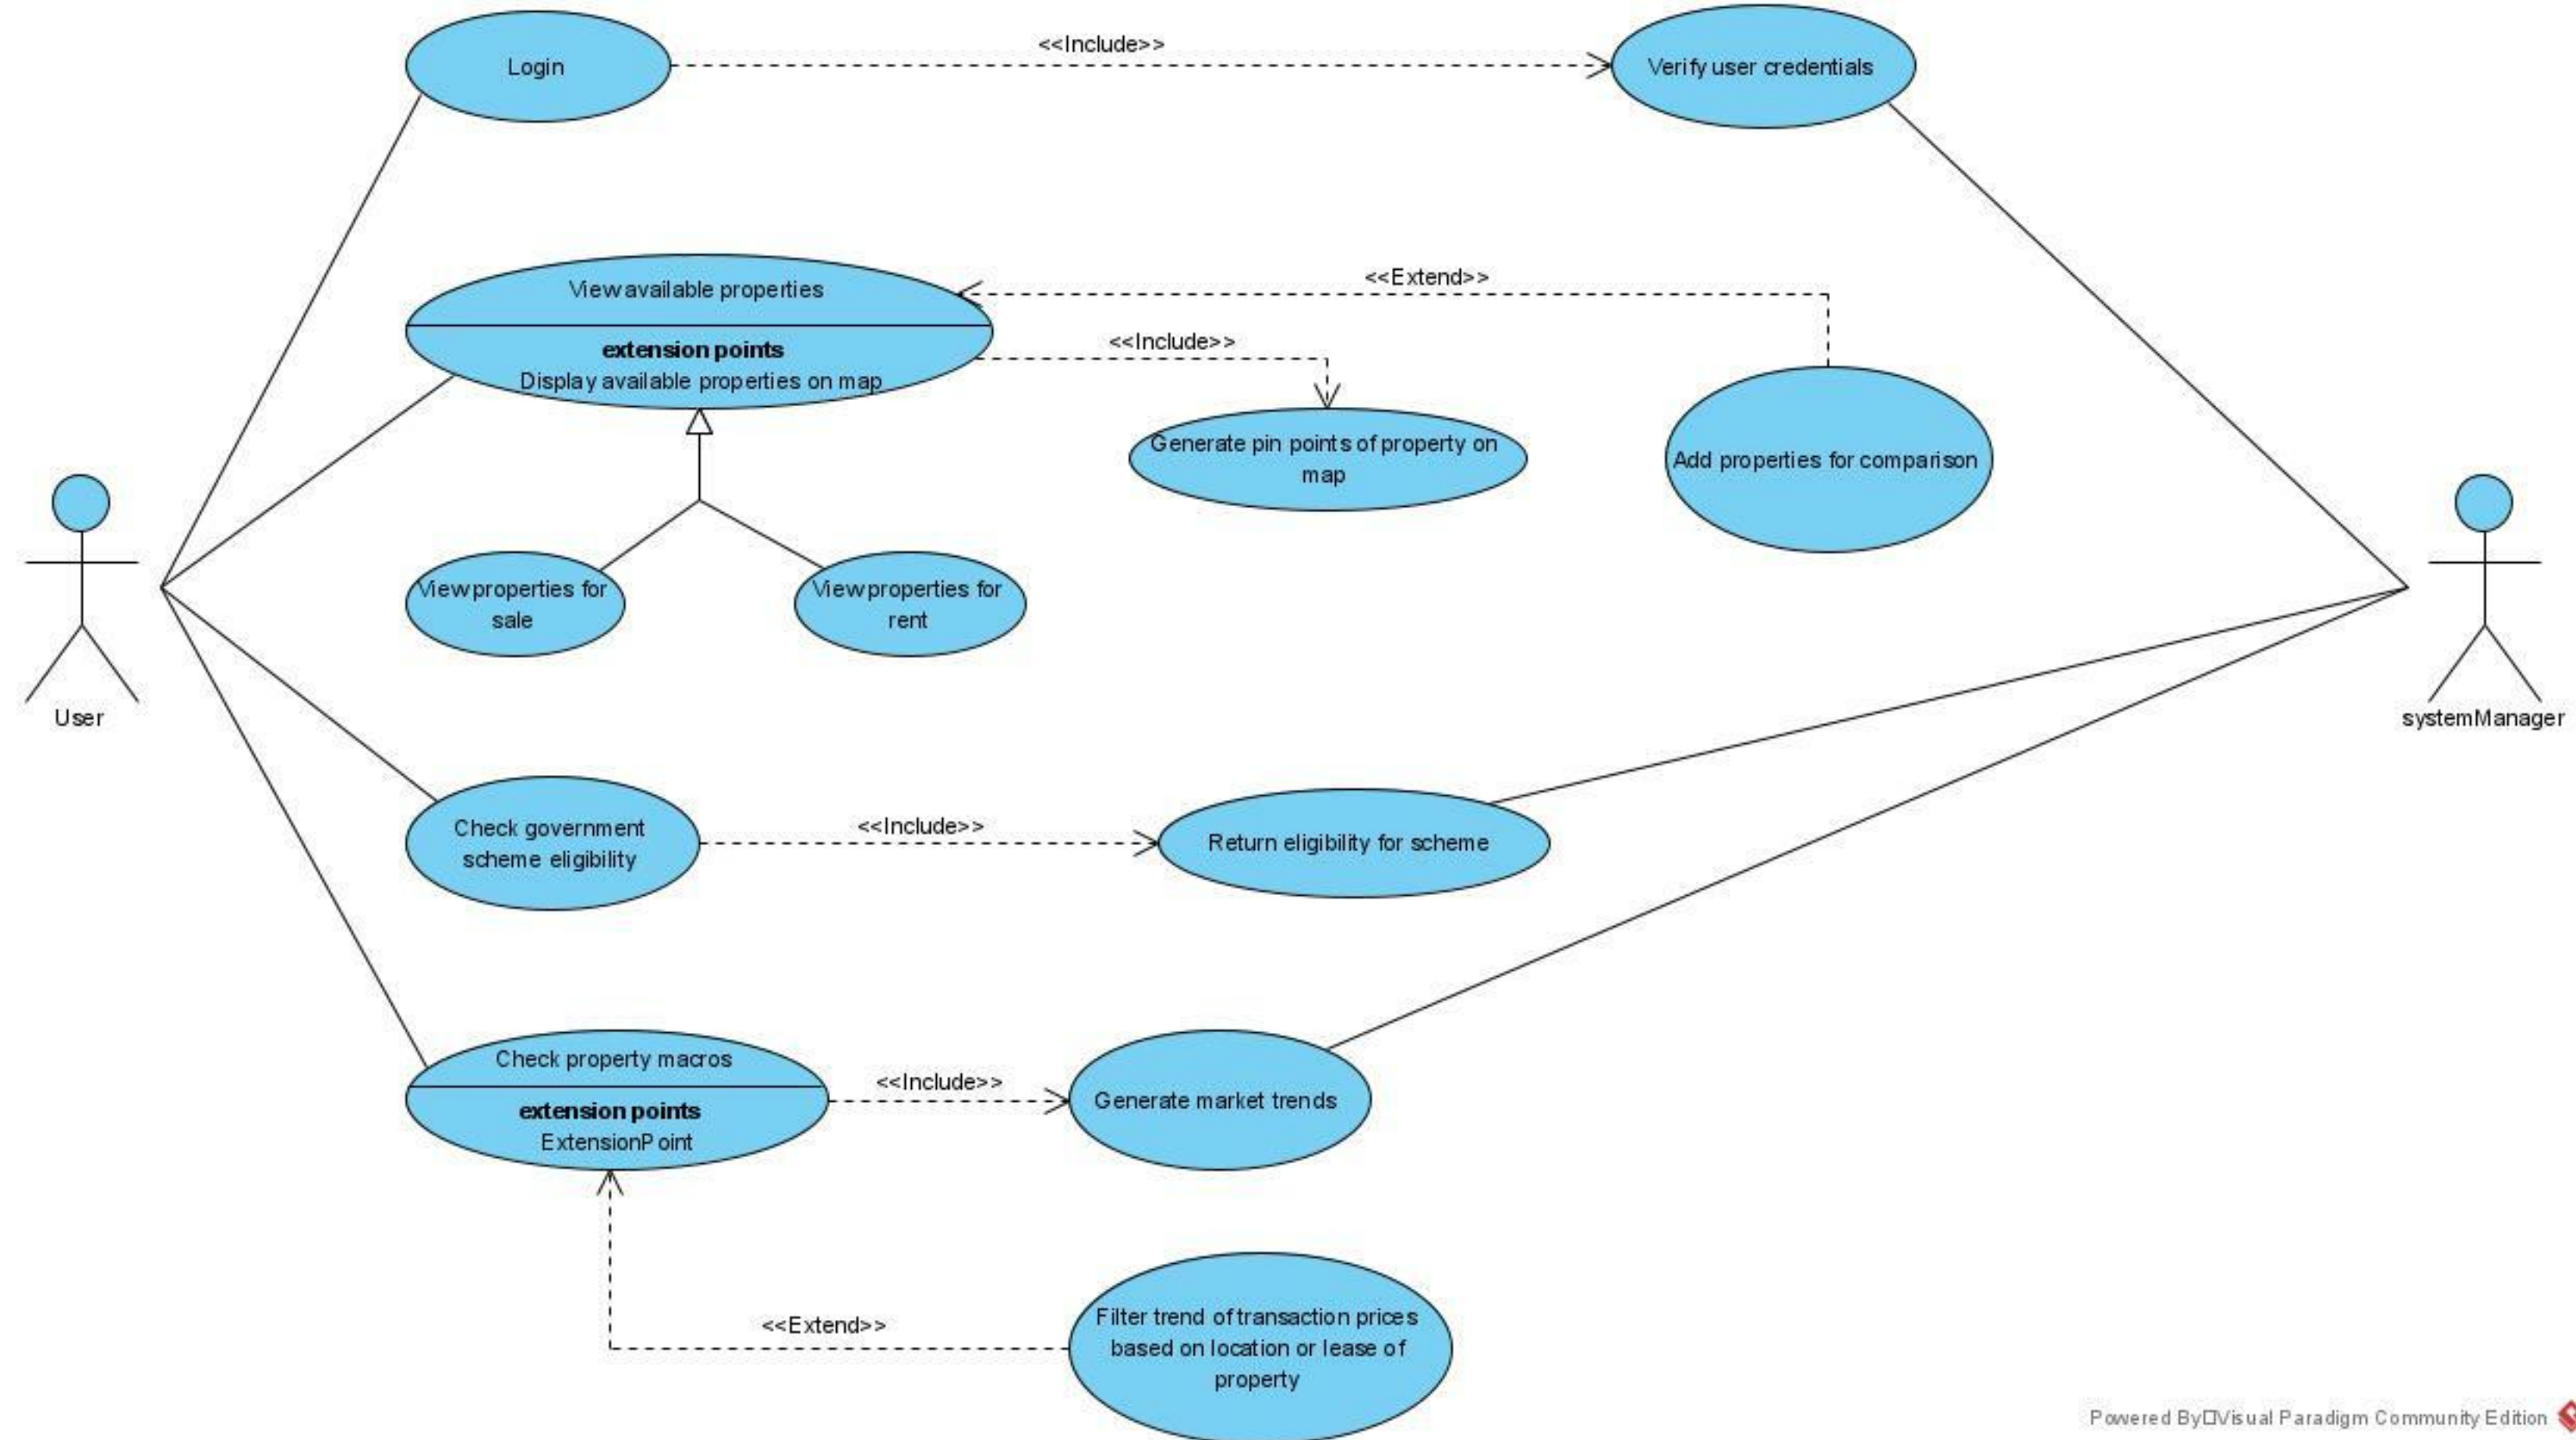 Login
<<Include>>
Verify user credentials
View available properties
extension points
Display available properties on map
<<Extend>>
<<Include>>
Generate pin points of property on
map
Add properties for comparison
View properties for
sale
View properties for
rent
User
systemManager
Check government
scheme eligibility
<<Include>>
Return eligibility for scheme
Check property macros
extension points
ExtensionPoint
<<Include>>
Generate market trends
<<Extend>>
Filter trend of transaction prices
based on location or lease of
property
Powered By□Visual Paradigm Community Edition